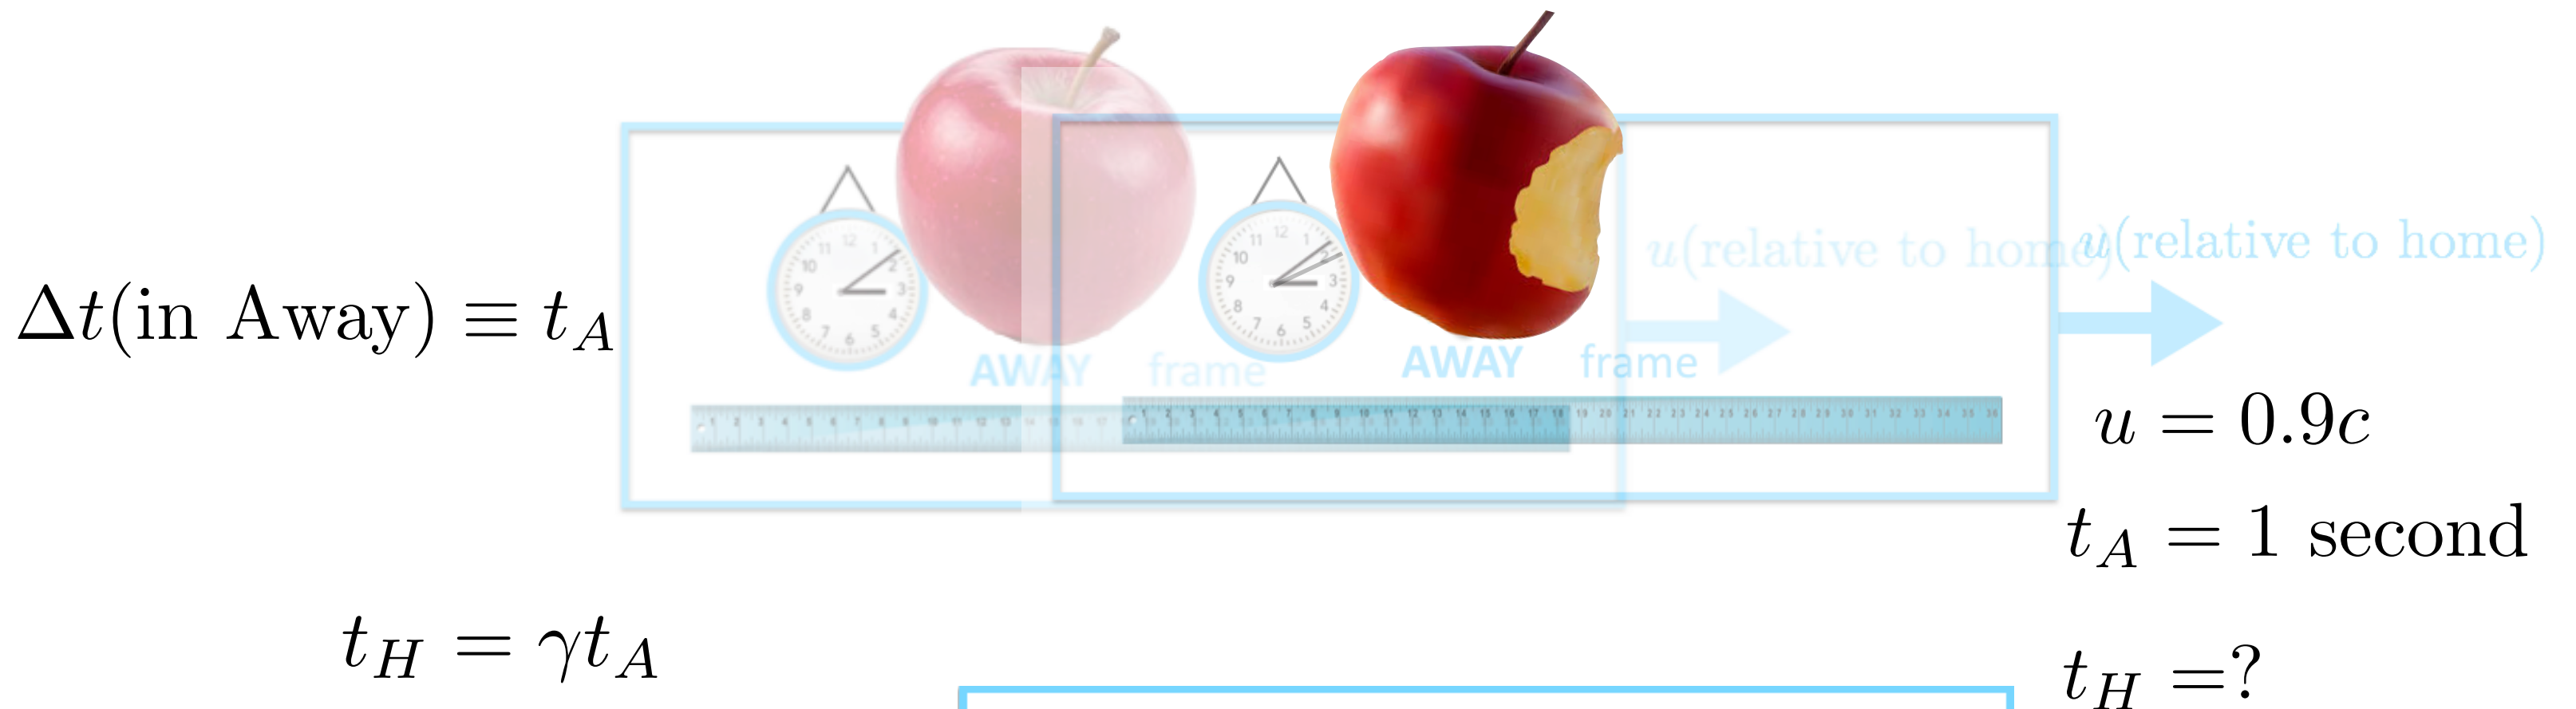 u(relative to home)
u(relative to home)
Δt(in Away) ≡ t_A
AWAY frame
AWAY frame
u = 0.9c
t_A = 1 second
t_H = γt_A
t_H =?